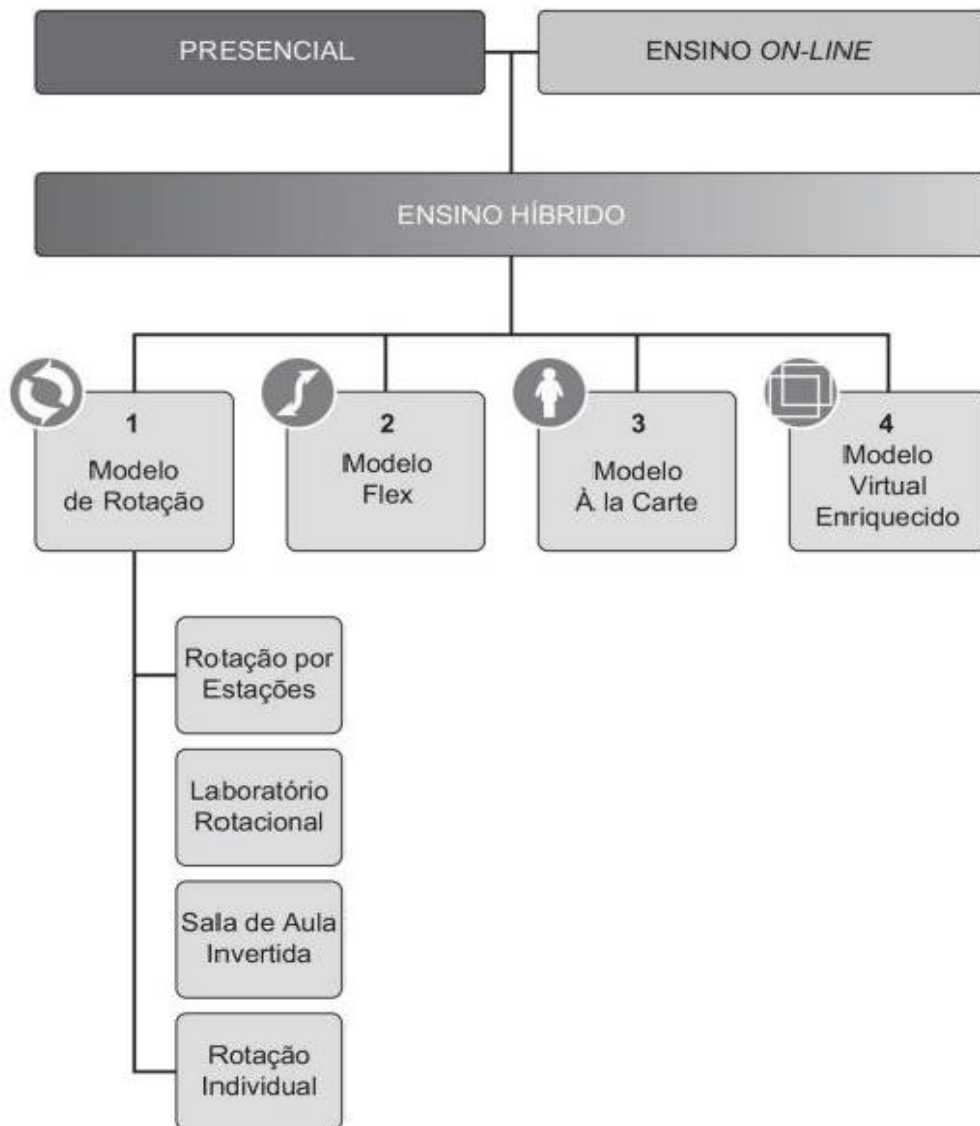 PRESENCIAL
ENSINO ON-LINE
ENSINO HÍBRIDO
1
Modelo
de Rotação
2
Modelo
Flex
3
Modelo
À la Carte
4
Modelo
Virtual
Enriquecido
Rotação por
Estações
Laboratório
Rotacional
Sala de Aula
Invertida
Rotação
Individual